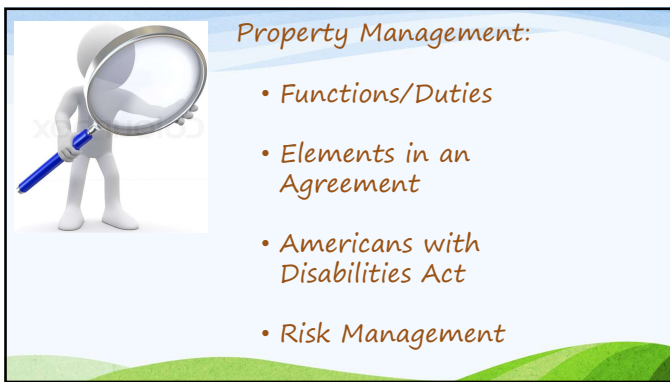 Property Management:
• Functions/Duties
• Elements in an
Agreement
• Americans with
Disabilities Act
• Risk Management